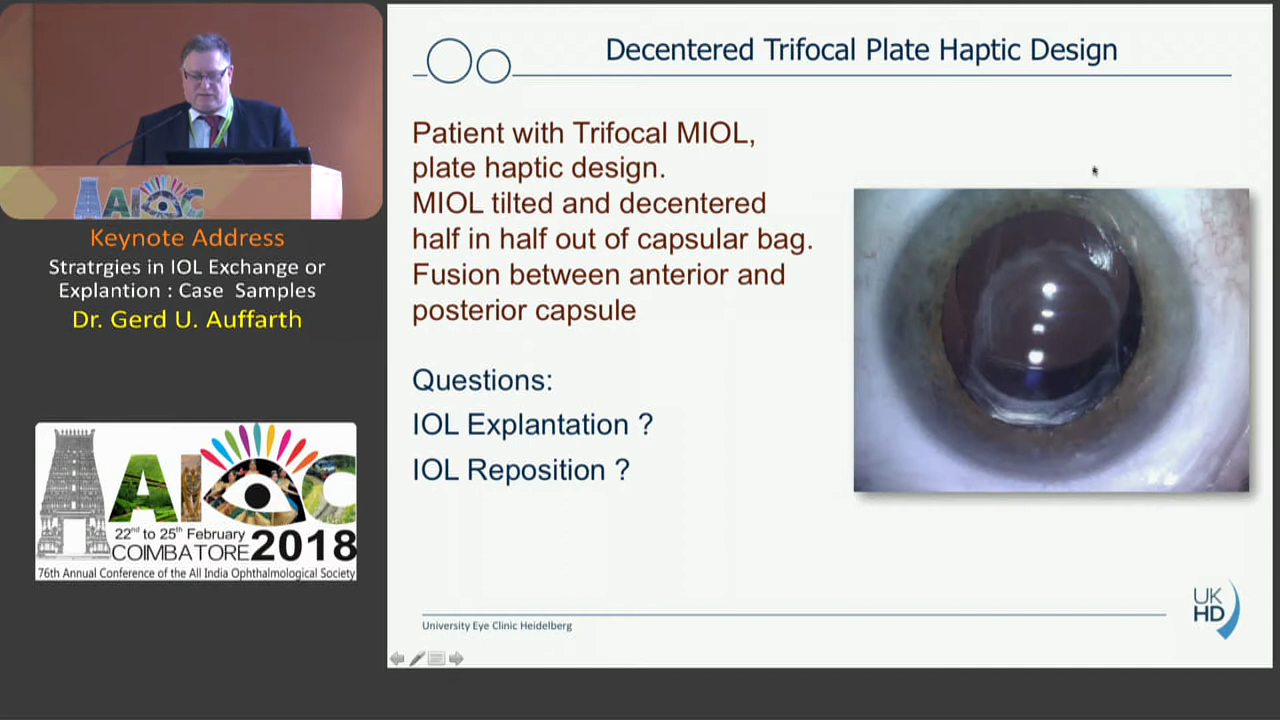 AIOC
Keynote Address
Stratrgies in IOL Exchange or
Explantion : Case Samples
Dr. Gerd U. Auffarth
AIOC
22nd to 25th February
COIMBATORE 2018
76th Annual Conference of the All India Ophthalmological Society
Decentered Trifocal Plate Haptic Design
Patient with Trifocal MIOL,
plate haptic design.
MIOL tilted and decentered
half in half out of capsular bag.
Fusion between anterior and
posterior capsule
Questions:
IOL Explantation ?
IOL Reposition ?
University Eye Clinic Heidelberg
UK
HD